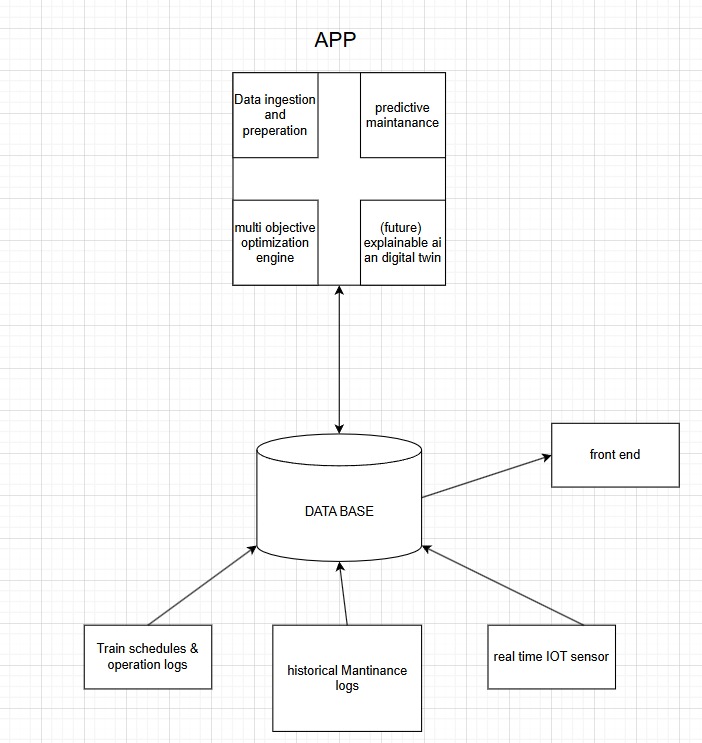 APP
Data ingestion
and
preperation
predictive
maintanance
multi objective
optimization
engine
(future)
explainable ai
an digital twin
DATA BASE
front end
Train schedules &
operation logs
historical Mantinance
logs
real time IOT sensor